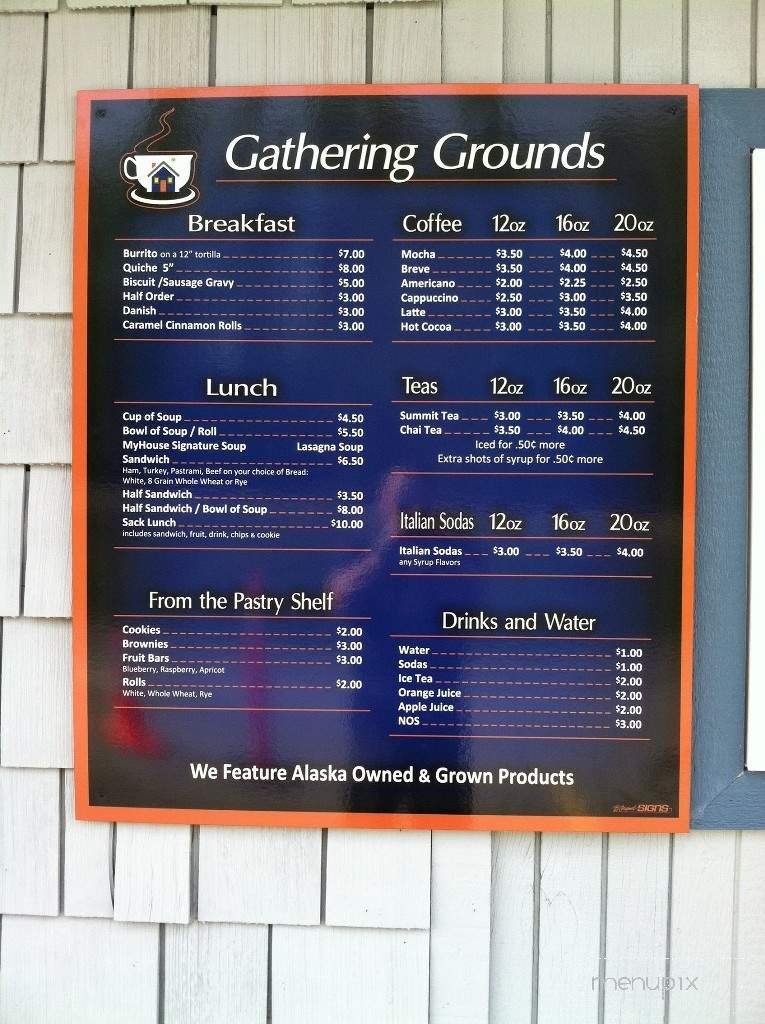 Gathering Grounds
Breakfast
Burrito on a 12" tortilla $7.00
Quiche 5" $8.00
Biscuit /Sausage Gravy $5.00
Half Order $3.00
Danish $3.00
Caramel Cinnamon Rolls $3.00
Lunch
Cup of Soup $4.50
Bowl of Soup / Roll $5.50
MyHouse Signature Soup Lasagna Soup
Sandwich $6.50
Ham, Turkey, Pastrami, Beef on your choice of Bread:
White, 8 Grain Whole Wheat or Rye
Half Sandwich $3.50
Half Sandwich / Bowl of Soup $8.00
Sack Lunch $10.00
includes sandwich, fruit, drink, chips & cookie
From the Pastry Shelf
Cookies $2.00
Brownies $3.00
Fruit Bars $3.00
Blueberry, Raspberry, Apricot
Rolls $2.00
White, Whole Wheat, Rye
Coffee 12oz 16oz 20oz
Mocha $3.50 $4.00 $4.50
Breve $3.50 $4.00 $4.50
Americano $2.00 $2.25 $2.50
Cappuccino $2.50 $3.00 $3.50
Latte $3.00 $3.50 $4.00
Hot Cocoa $3.00 $3.50 $4.00
Teas 12oz 16oz 20oz
Summit Tea $3.00 $3.50 $4.00
Chai Tea $3.50 $4.00 $4.50
Iced for .50¢ more
Extra shots of syrup for .50¢ more
Italian Sodas 12oz 16oz 20oz
Italian Sodas $3.00 $3.50 $4.00
any Syrup Flavors
Drinks and Water
Water $1.00
Sodas $1.00
Ice Tea $2.00
Orange Juice $2.00
Apple Juice $2.00
NOS $3.00
We Feature Alaska Owned & Grown Products
SIGNS
menupix